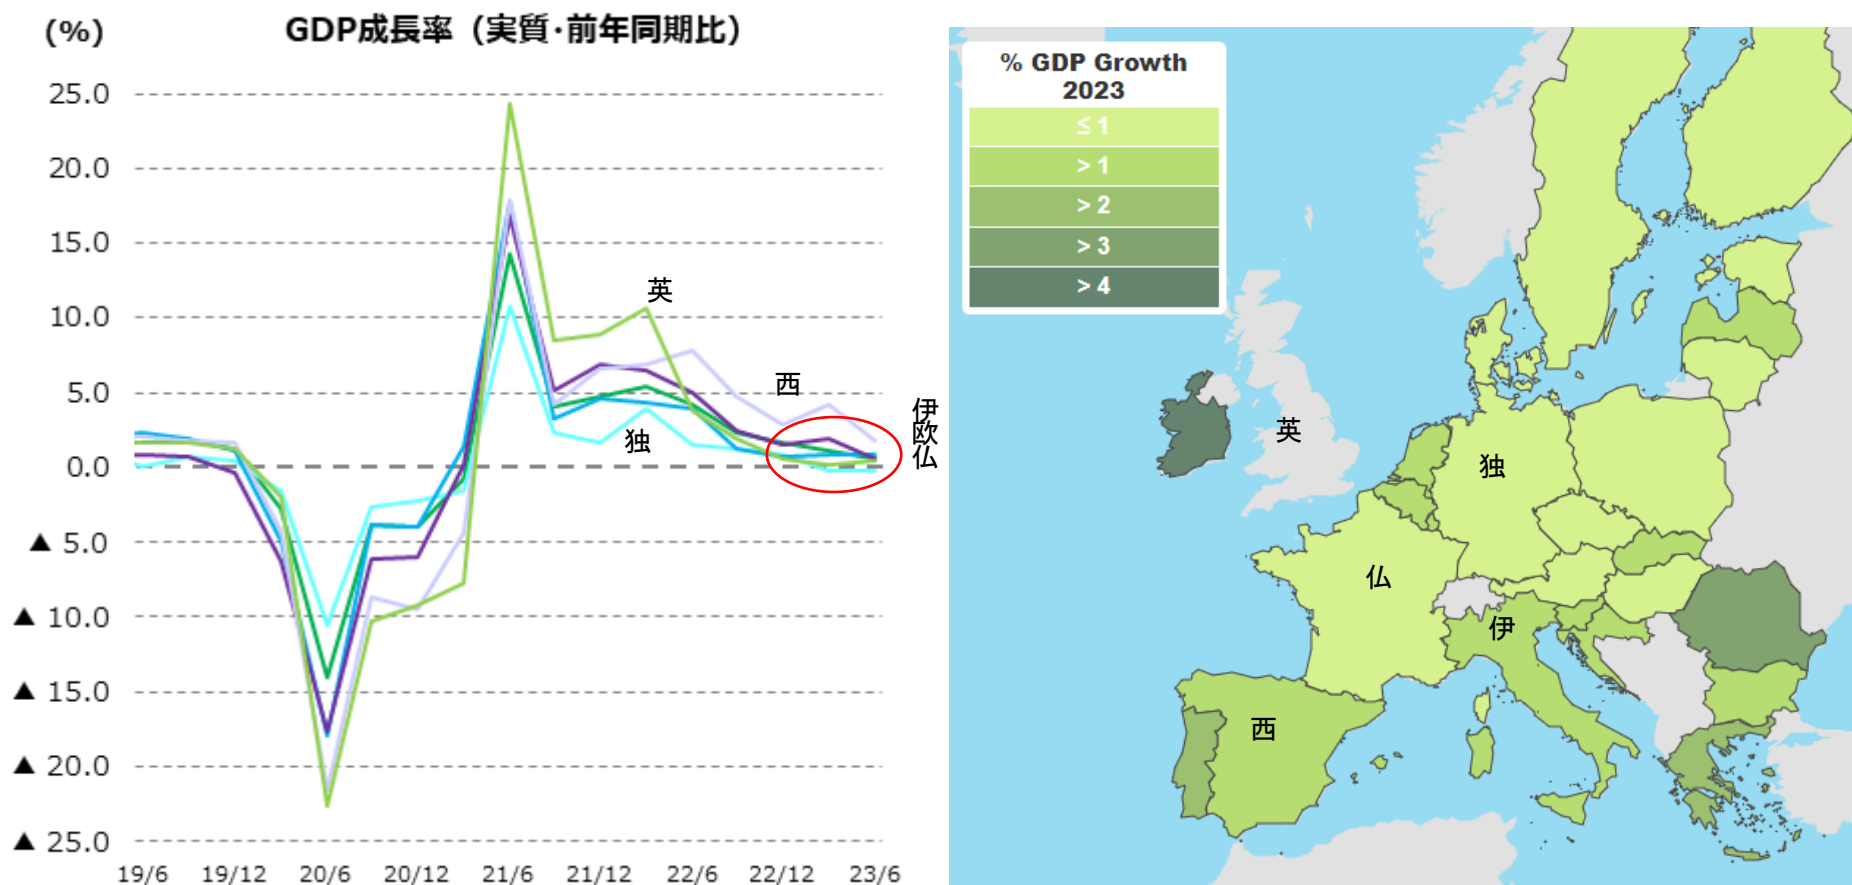 (%)
GDP成長率（実質･前年同期比）
25.0
20.0
15.0
10.0
5.0
0.0
▲ 5.0
▲ 10.0
▲ 15.0
▲ 20.0
▲ 25.0
19/6
19/12
20/6
20/12
21/6
21/12
22/6
22/12
23/6
英
西
独
伊
欧
仏
% GDP Growth
2023
≤ 1
> 1
> 2
> 3
> 4
英
独
仏
伊
西